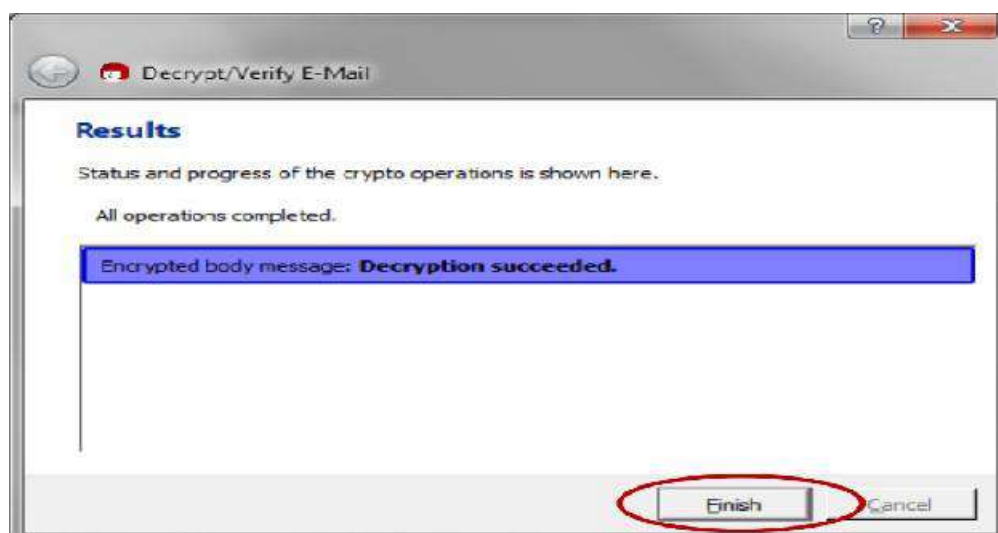 ?
Decrypt/Verify E-Mail
Results
Status and progress of the crypto operations is shown here.
All operations completed.
Encrypted body message: Decryption succeeded.
Finish Cancel